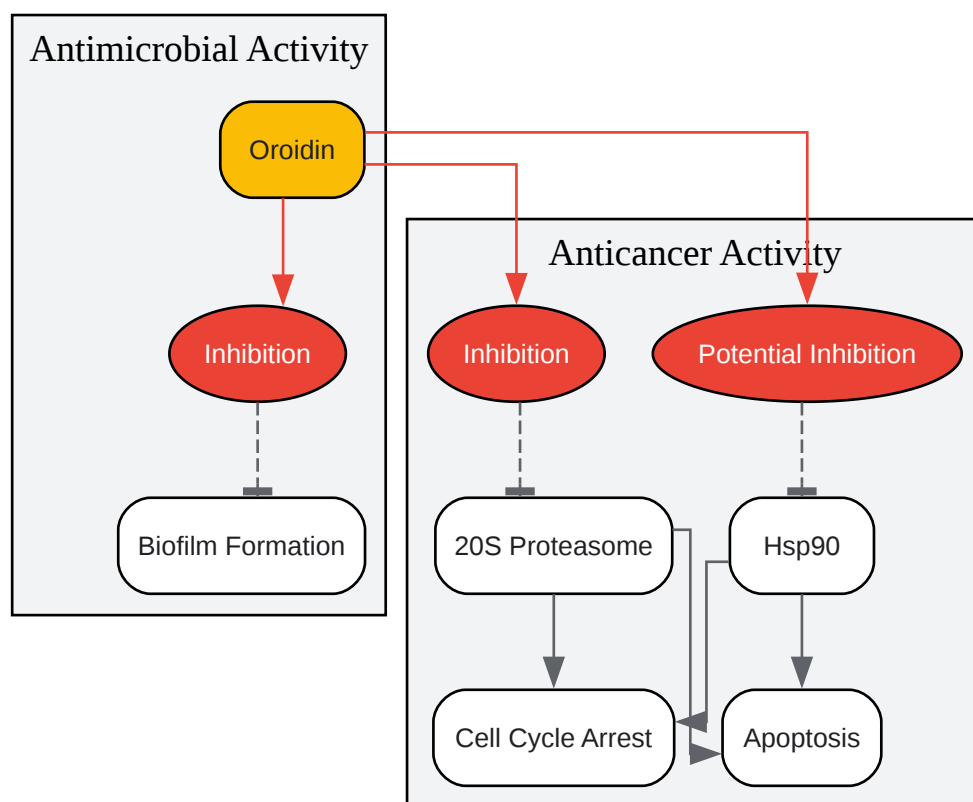 Antimicrobial Activity
Oroidin
Anticancer Activity
Inhibition
Inhibition
Potential Inhibition
Biofilm Formation
20S Proteasome
Hsp90
Cell Cycle Arrest
Apoptosis